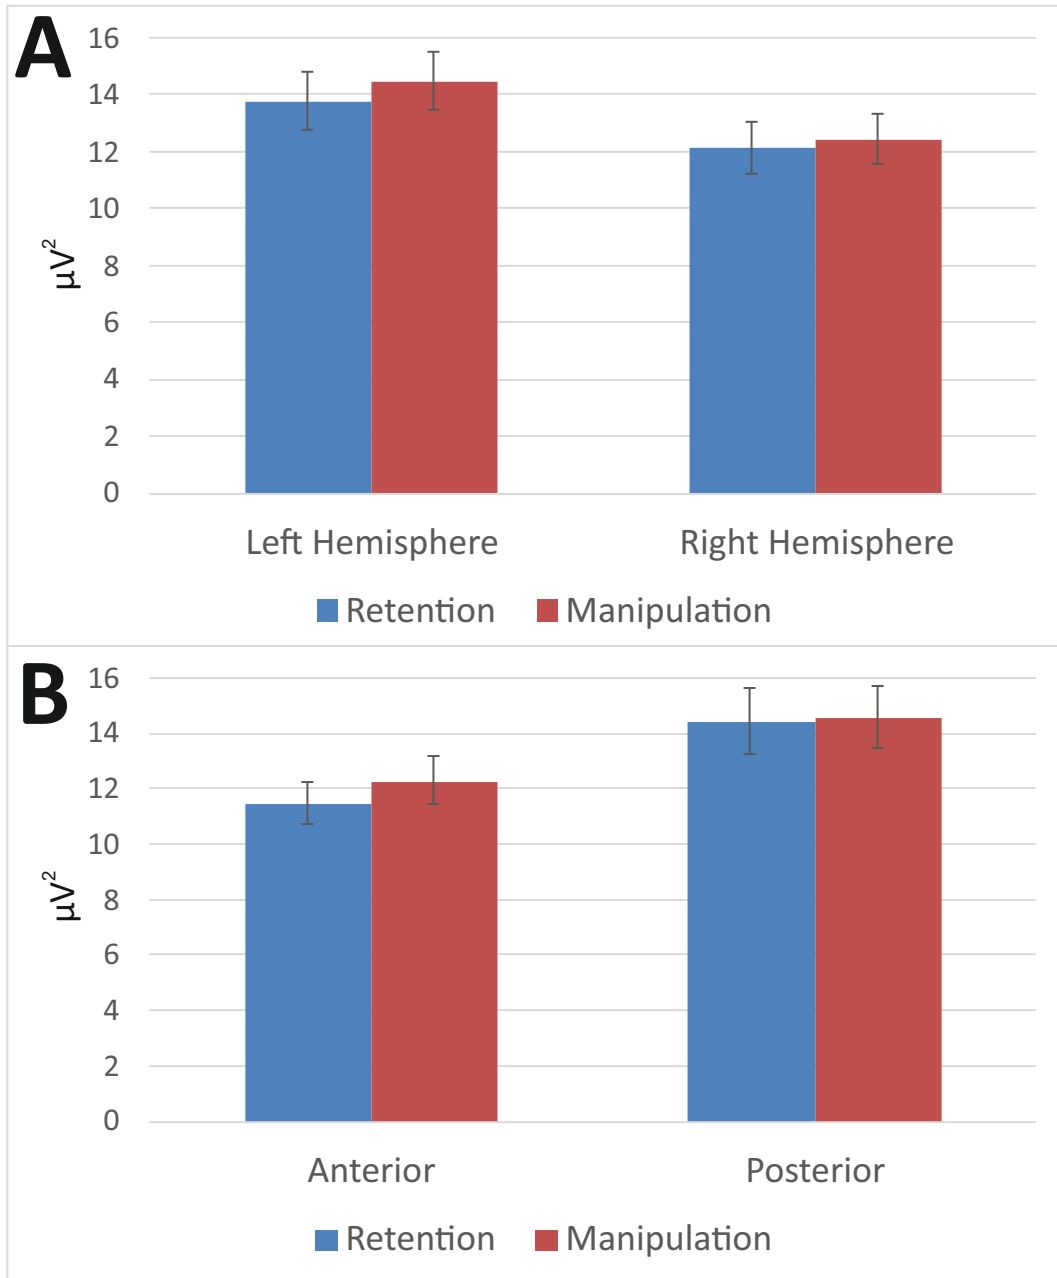 A
16
14
12
10
8
6
4
2
0
µV²
Left Hemisphere Right Hemisphere
Retention Manipulation
B
16
14
12
10
8
6
4
2
0
µV²
Anterior Posterior
Retention Manipulation